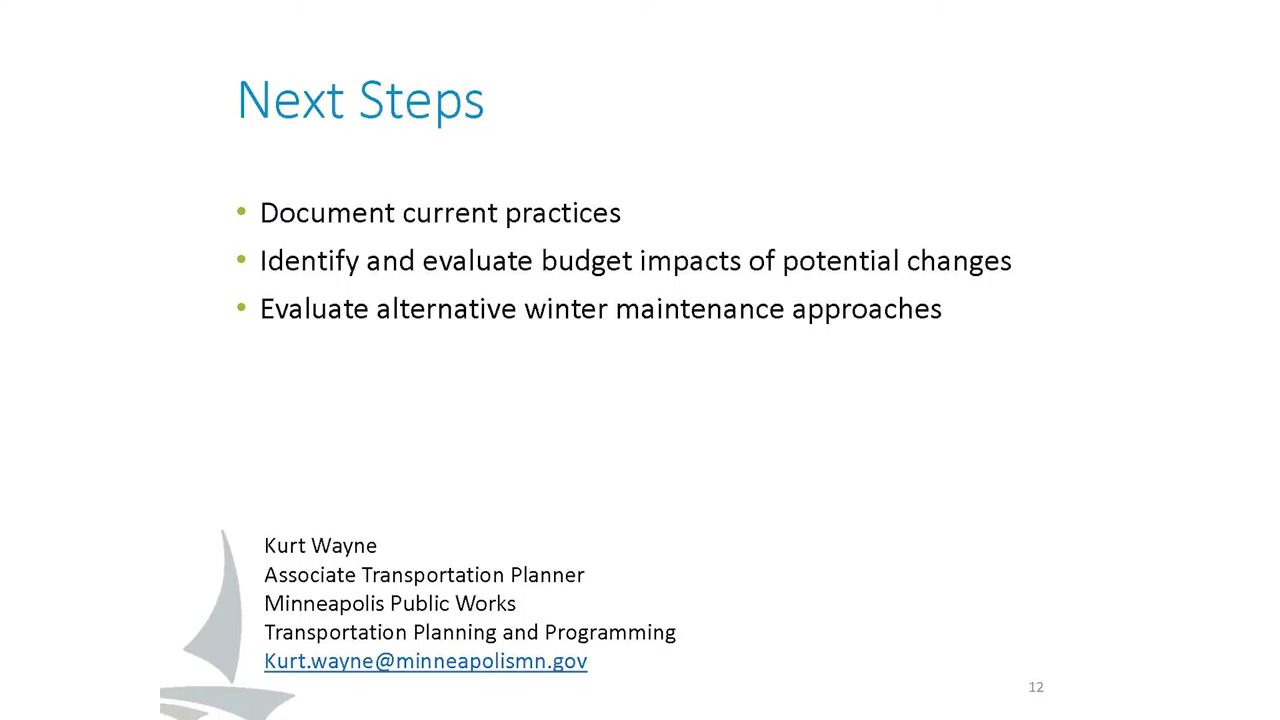 Next Steps
• Document current practices
• Identify and evaluate budget impacts of potential changes
• Evaluate alternative winter maintenance approaches
Kurt Wayne
Associate Transportation Planner
Minneapolis Public Works
Transportation Planning and Programming
Kurt.wayne@minneapolismn.gov
12